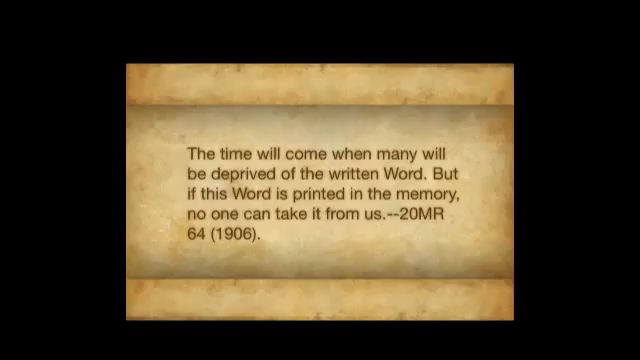 The time will come when many will
be deprived of the written Word. But
if this Word is printed in the memory,
no one can take it from us.--20MR
64 (1906).